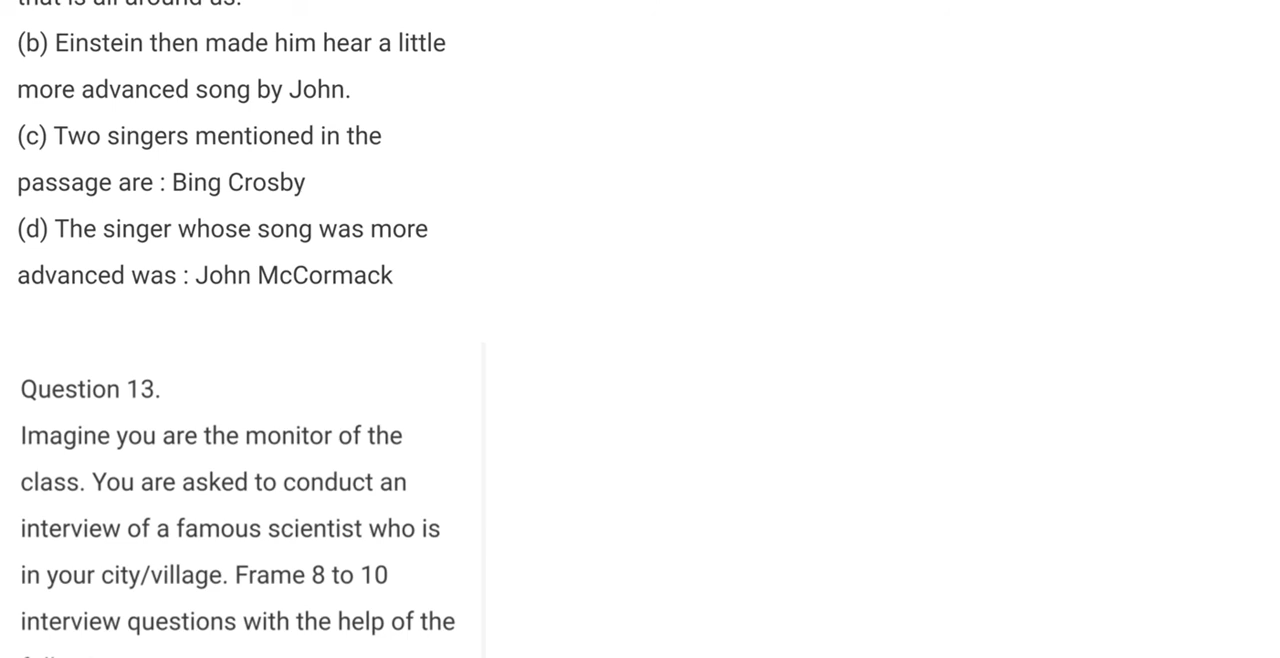 (b) Einstein then made him hear a little
more advanced song by John.
(c) Two singers mentioned in the
passage are : Bing Crosby
(d) The singer whose song was more
advanced was : John McCormack
Question 13.
Imagine you are the monitor of the
class. You are asked to conduct an
interview of a famous scientist who is
in your city/village. Frame 8 to 10
interview questions with the help of the